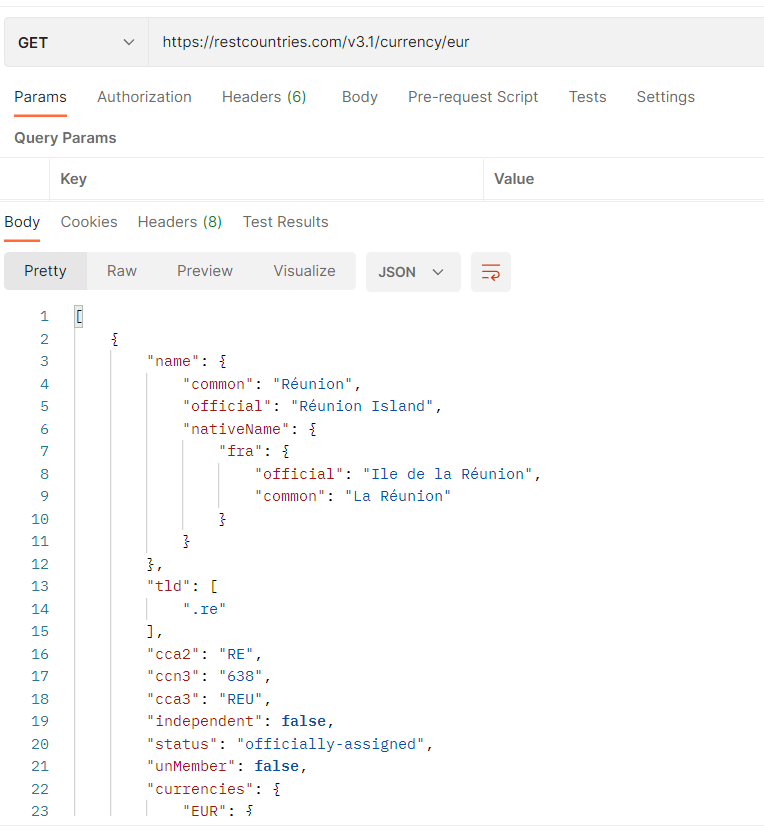 GET https://restcountries.com/v3.1/currency/eur
Params Authorization Headers (6) Body Pre-request Script Tests Settings
Query Params
Key Value
Body Cookies Headers (8) Test Results
Pretty Raw Preview Visualize JSON
1 [
2 {
3 "name": {
4 "common": "Réunion",
5 "official": "Réunion Island",
6 "nativeName": {
7 "fra": {
8 "official": "Ile de la Réunion",
9 "common": "La Réunion"
10 }
11 }
12 },
13 "tld": [
14 ".re"
15 ],
16 "cca2": "RE",
17 "ccn3": "638",
18 "cca3": "REU",
19 "independent": false,
20 "status": "officially-assigned",
21 "unMember": false,
22 "currencies": {
23 "EUR": {